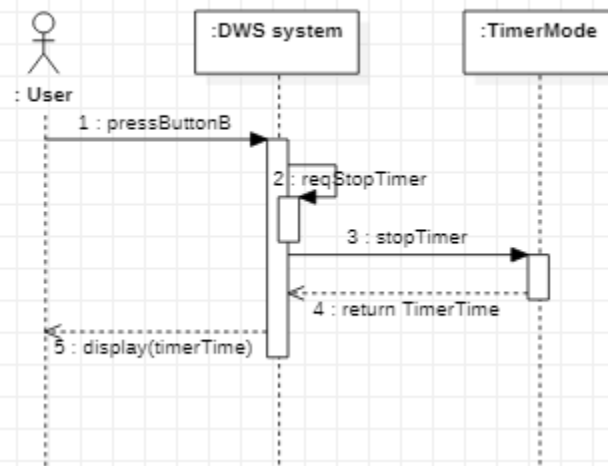 :DWS system
:TimerMode
: User
1 : pressButtonB
2 : reqStopTimer
3 : stopTimer
4 : return TimerTime
5 : display(timerTime)